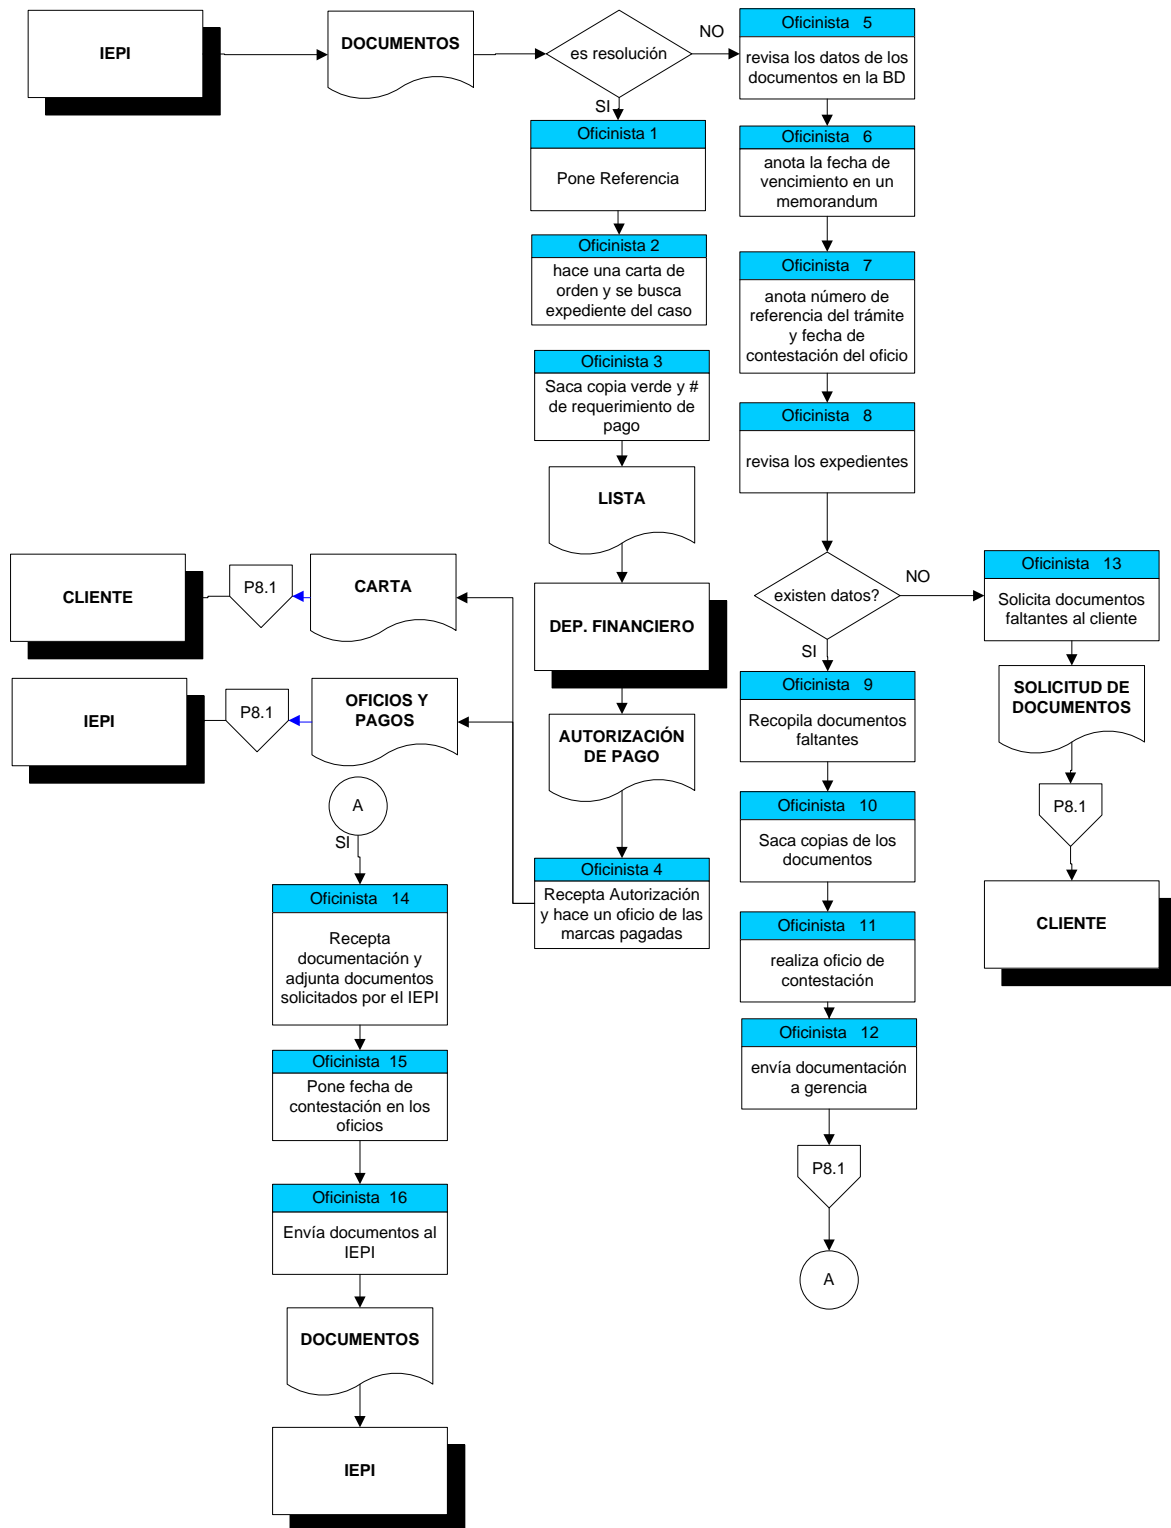 IEPI
DOCUMENTOS
es resolución
NO
SI
Oficinista 1
Pone Referencia
Oficinista 2
hace una carta de
orden y se busca
expediente del caso
Oficinista 3
Saca copia verde y #
de requerimiento de
pago
LISTA
DEP. FINANCIERO
AUTORIZACIÓN
DE PAGO
Oficinista 4
Recepta Autorización
y hace un oficio de las
marcas pagadas
CARTA
P8.1
CLIENTE
OFICIOS Y
PAGOS
P8.1
IEPI
Oficinista 5
revisa los datos de los
documentos en la BD
Oficinista 6
anota la fecha de
vencimiento en un
memorandum
Oficinista 7
anota número de
referencia del trámite
y fecha de
contestación del oficio
Oficinista 8
revisa los expedientes
existen datos?
NO
SI
Oficinista 9
Recopila documentos
faltantes
Oficinista 10
Saca copias de los
documentos
Oficinista 11
realiza oficio de
contestación
Oficinista 12
envía documentación
a gerencia
P8.1
A
Oficinista 13
Solicita documentos
faltantes al cliente
SOLICITUD DE
DOCUMENTOS
P8.1
CLIENTE
A
SI
Oficinista 14
Recepta
documentación y
adjunta documentos
solicitados por el IEPI
Oficinista 15
Pone fecha de
contestación en los
oficios
Oficinista 16
Envía documentos al
IEPI
DOCUMENTOS
IEPI